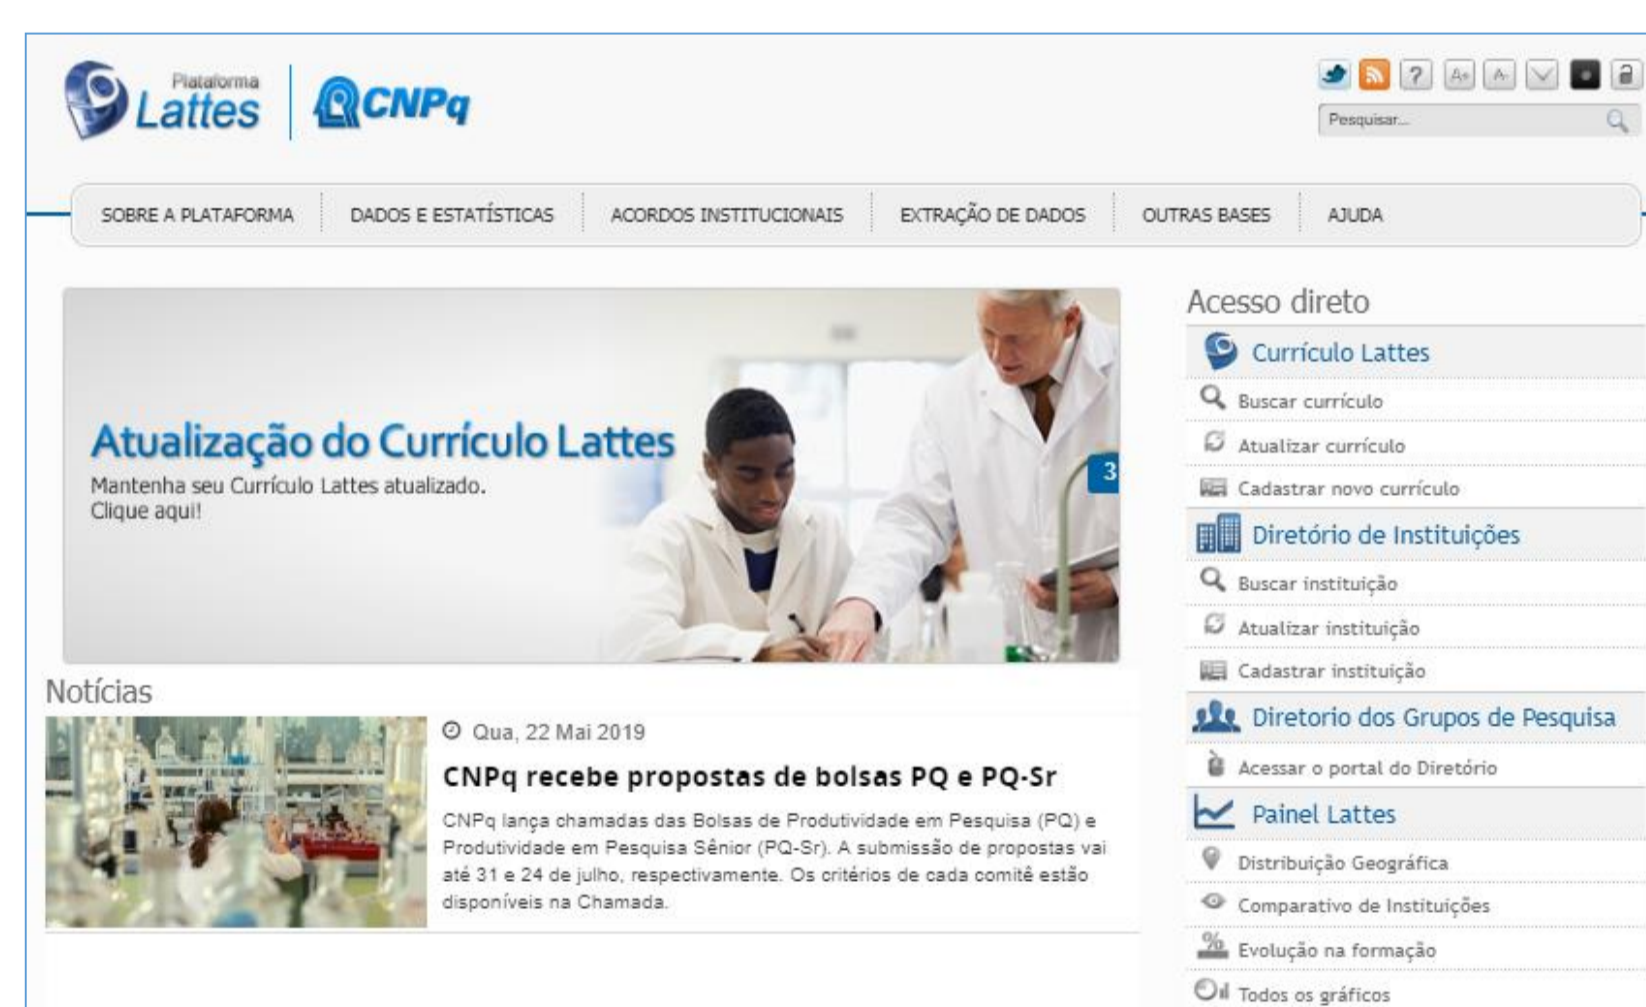 Plataforma
Lattes
CNPq
?
A+
A-
Pesquisar...
SOBRE A PLATAFORMA
DADOS E ESTATÍSTICAS
ACORDOS INSTITUCIONAIS
EXTRAÇÃO DE DADOS
OUTRAS BASES
AJUDA
Atualização do Currículo Lattes
Mantenha seu Currículo Lattes atualizado.
Clique aqui!
3
Notícias
Qua, 22 Mai 2019
CNPq recebe propostas de bolsas PQ e PQ-Sr
CNPq lança chamadas das Bolsas de Produtividade em Pesquisa (PQ) e
Produtividade em Pesquisa Sênior (PQ-Sr). A submissão de propostas vai
até 31 e 24 de julho, respectivamente. Os critérios de cada comitê estão
disponíveis na Chamada.
Acesso direto
Currículo Lattes
Buscar currículo
Atualizar currículo
Cadastrar novo currículo
Diretório de Instituições
Buscar instituição
Atualizar instituição
Cadastrar instituição
Diretorio dos Grupos de Pesquisa
Acessar o portal do Diretório
Painel Lattes
Distribuição Geográfica
Comparativo de Instituições
% Evolução na formação
Todos os gráficos